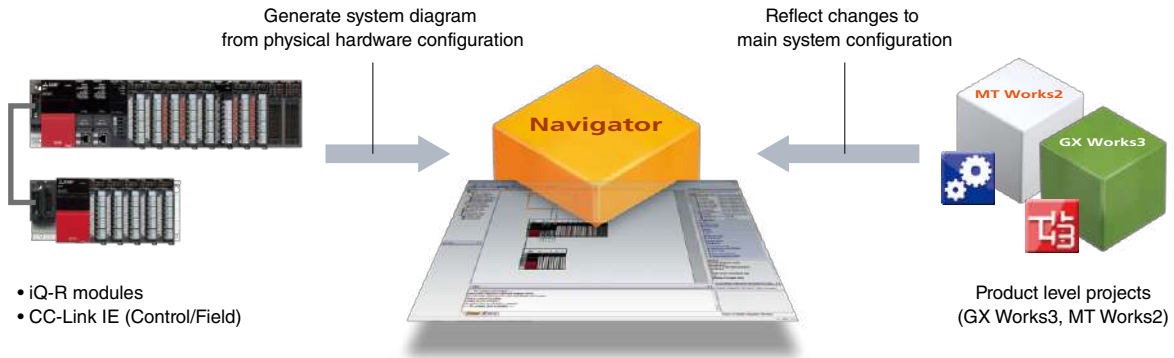 Generate system diagram
from physical hardware configuration
Reflect changes to
main system configuration
MT Works2
Navigator
GX Works3
• iQ-R modules
• CC-Link IE (Control/Field)
Product level projects
(GX Works3, MT Works2)